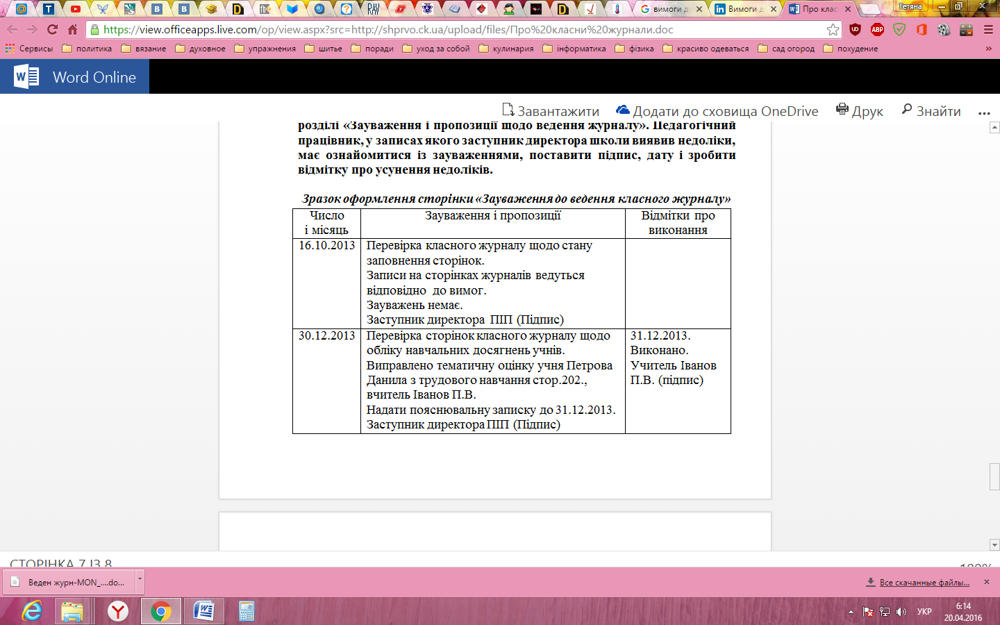 вимоги д
Вимоги д
Про клас
Тетяна
https://view.officeapps.live.com/op/view.aspx?src=http://shprvo.ck.ua/upload/files/Про%20класни%20журнали.doc
Сервисы политика вязание духовное упражнения шитье поради уход за собой кулинария інформатика фізика красиво одеваться сад огород похудение »
Word Online
Завантажити Додати до сховища OneDrive Друк Знайти ...
розділі «Зауваження і пропозиції щодо ведення журналу». Педагогічний
працівник, у записах якого заступник директора школи виявив недоліки,
має ознайомитися із зауваженнями, поставити підпис, дату і зробити
відмітку про усунення недоліків.
Зразок оформлення сторінки «Зауваження до ведення класного журналу»
Число
і місяць
Зауваження і пропозиції
Відмітки про
виконання
16.10.2013
Перевірка класного журналу щодо стану
заповнення сторінок.
Записи на сторінках журналів ведуться
відповідно до вимог.
Зауважень немає.
Заступник директора ПІП (Підпис)
30.12.2013
Перевірка сторінок класного журналу щодо
обліку навчальних досягнень учнів.
Виправлено тематичну оцінку учня Петрова
Данила з трудового навчання стор.202.,
вчитель Іванов П.В.
Надати пояснювальну записку до 31.12.2013.
Заступник директора ПІП (Підпис)
31.12.2013.
Виконано.
Учитель Іванов
П.В. (підпис)
СТОРІНКА 7 ІЗ 8
100%
Веден журн-MON_....do...
Все скачанные файлы...
УКР
6:14
20.04.2016